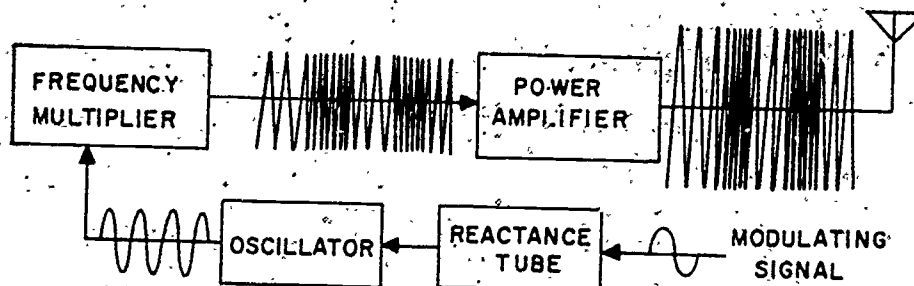 FREQUENCY
MULTIPLIER
POWER
AMPLIFIER
OSCILLATOR
REACTANCE
TUBE
MODULATING
SIGNAL